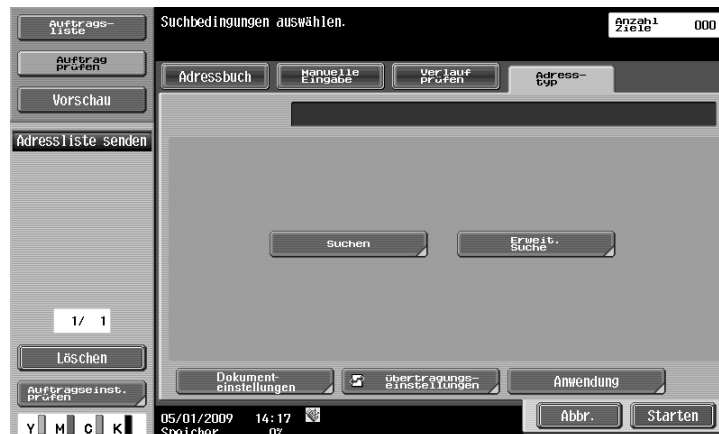 Auftrags-
liste
Suchbedingungen auswählen.
Anzahl
Ziele
000
Auftrag
prüfen
Adressbuch
Manuelle
Eingabe
Verlauf
prüfen
Adress-
typ
Vorschau
Adressliste senden
Suchen
Erweit.
Suche
1/ 1
Löschen
Auftragseinst.
prüfen
Dokument-
einstellungen
übertragungs-
einstellungen
Anwendung
Y M C K
05/01/2009 14:17
Speicher 0%
Abbr.
Starten